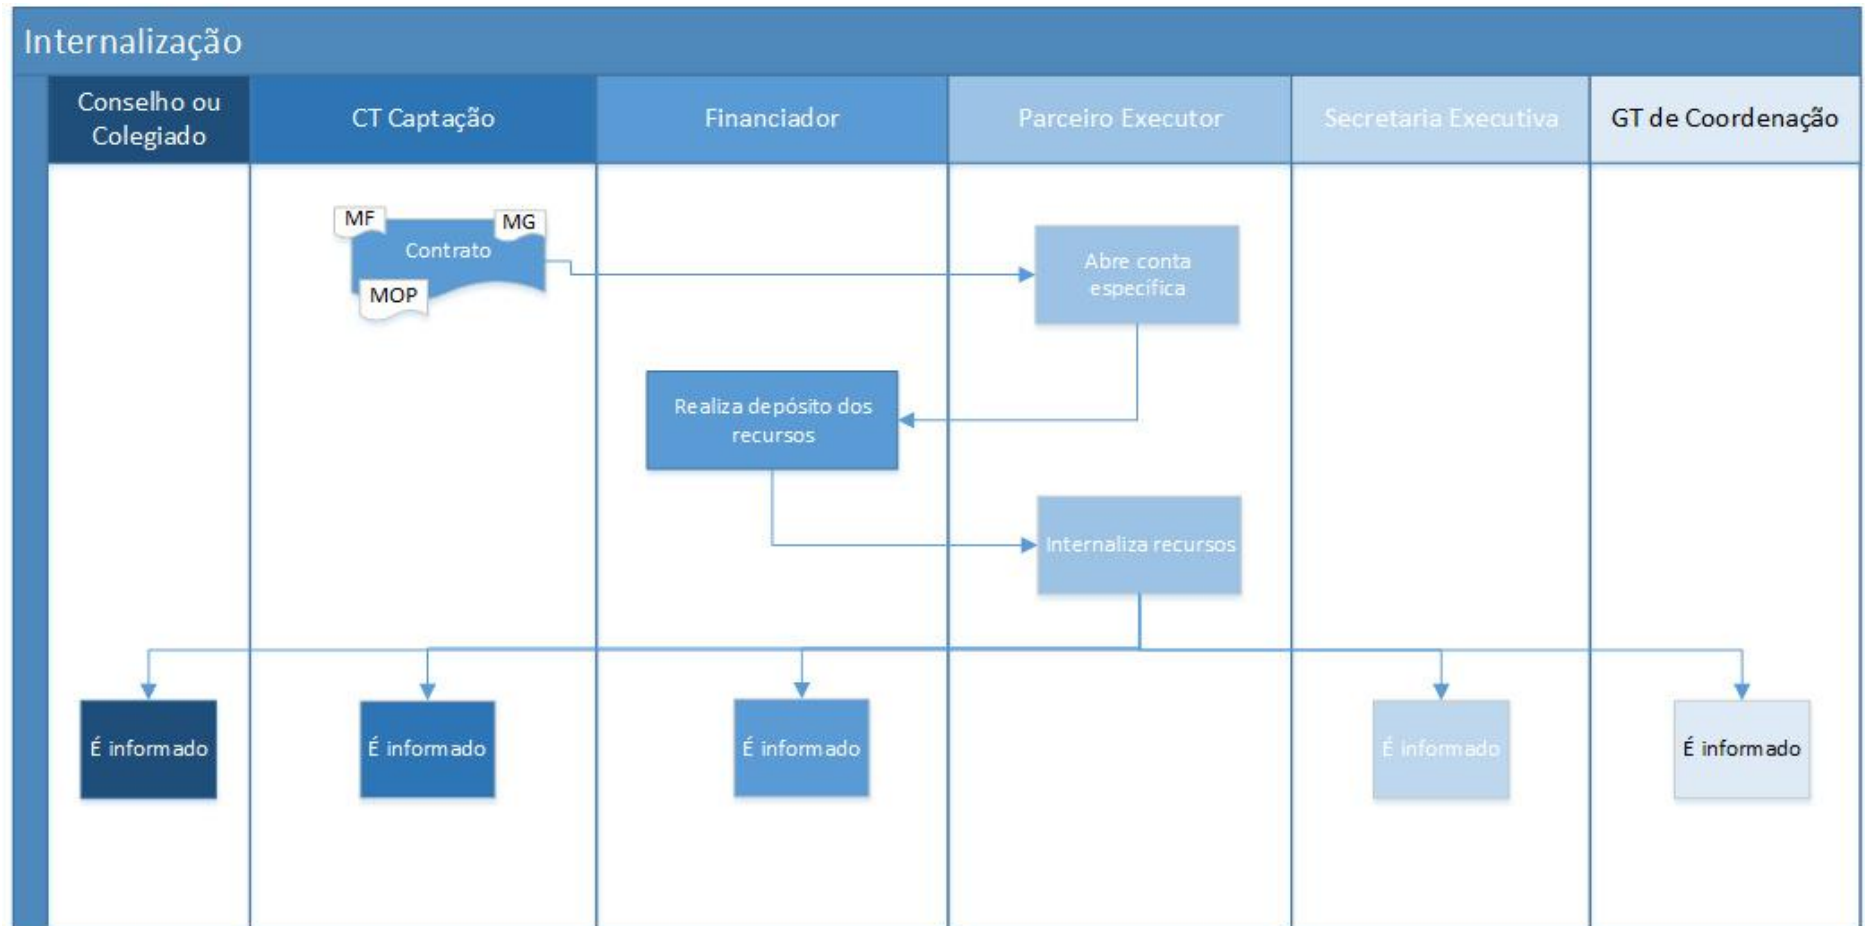 Internalização
Conselho ou
Colegiado
CT Captação
Financiador
Parceiro Executor
Secretaria Executiva
GT de Coordenação
MF
MG
Contrato
MOP
Abre conta
específica
Realiza depósito dos
recursos
Internaliza recursos
É informado
É informado
É informado
É informado
É informado